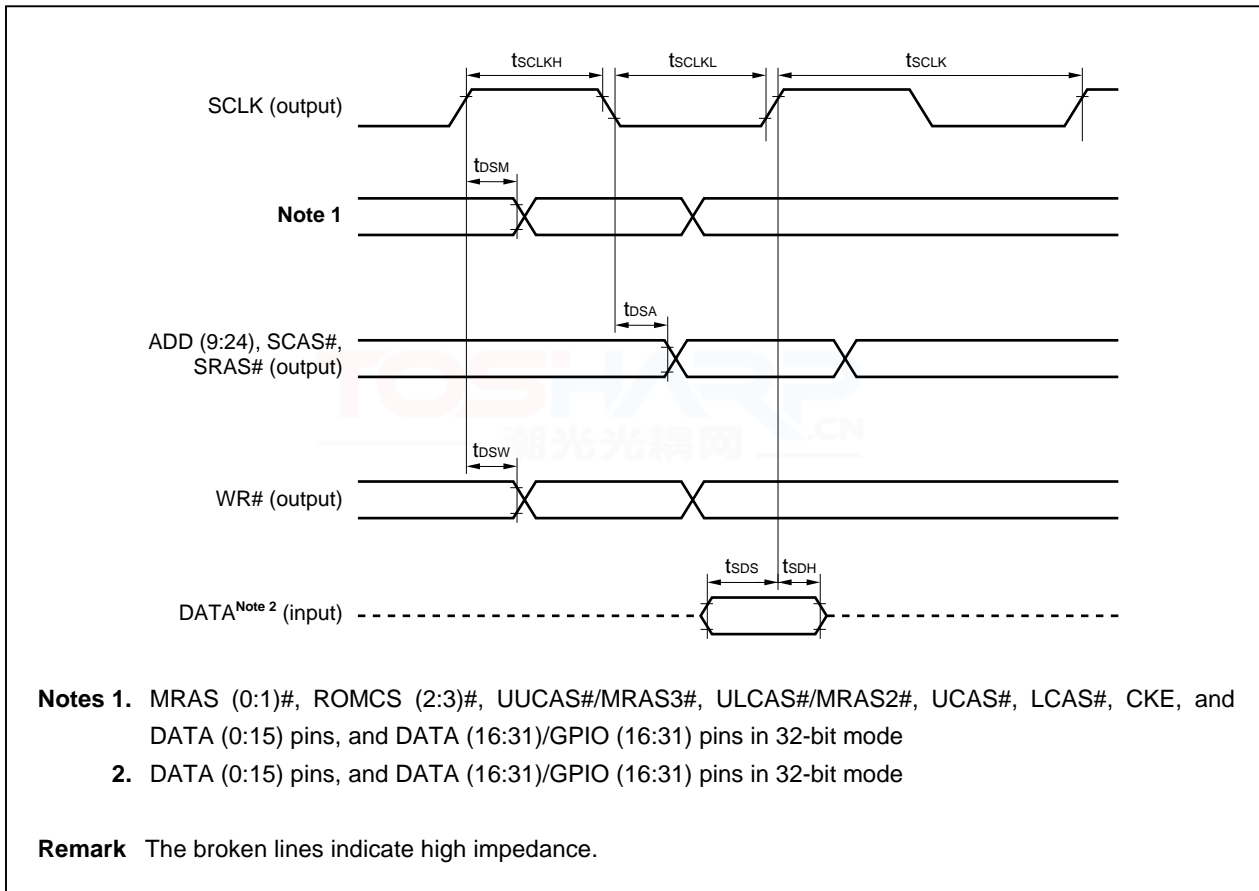 tSCLKH
tSCLKL
tSCLK
SCLK (output)
tDSM
Note 1
tDSA
ADD (9:24), SCAS#,
SRAS# (output)
TOSHARP
.CN
潮光光耦网
tDSW
WR# (output)
tSDS
tSDH
DATA Note 2 (input)
Notes 1. MRAS (0:1)#, ROMCS (2:3)#, UUCAS#/MRAS3#, ULCAS#/MRAS2#, UCAS#, LCAS#, CKE, and
DATA (0:15) pins, and DATA (16:31)/GPIO (16:31) pins in 32-bit mode
2. DATA (0:15) pins, and DATA (16:31)/GPIO (16:31) pins in 32-bit mode
Remark The broken lines indicate high impedance.